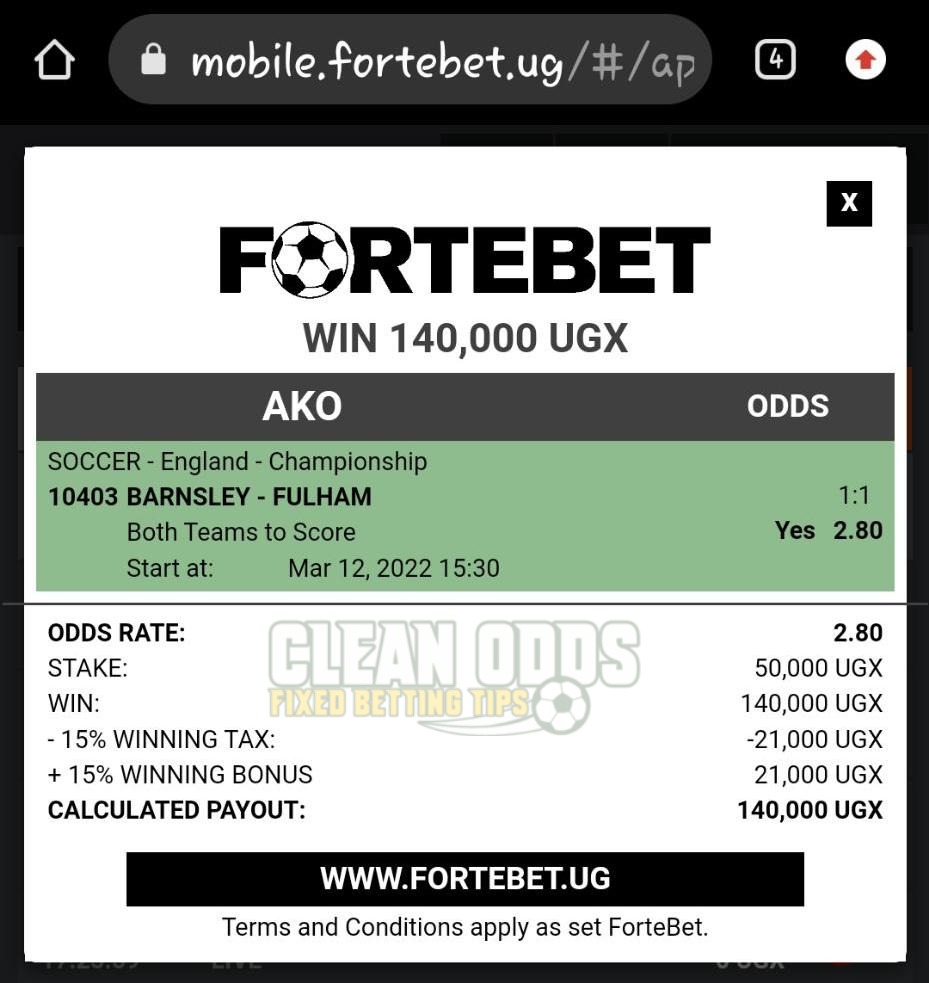 mobile.fortebet.ug/#/ap
4
X
FORTEBET
WIN 140,000 UGX
AKO ODDS
SOCCER - England - Championship
10403 BARNSLEY - FULHAM 1:1
Both Teams to Score Yes 2.80
Start at: Mar 12, 2022 15:30
ODDS RATE: 2.80
CLEAN ODDS
STAKE: 50,000 UGX
WIN: 140,000 UGX
FIXED BETTING TIPS
- 15% WINNING TAX: -21,000 UGX
+ 15% WINNING BONUS 21,000 UGX
CALCULATED PAYOUT: 140,000 UGX
WWW.FORTEBET.UG
Terms and Conditions apply as set ForteBet.